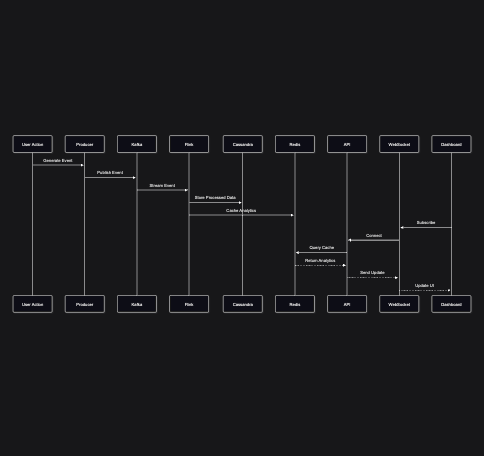 User Action Producer Kafka Flink Cassandra Redis API WebSocket Dashboard
Generate Event
Publish Event
Stream Event
Store Processed Data
Cache Analytics
Subscribe
Connect
Query Cache
Return Analytics
Send Update
Update UI
User Action Producer Kafka Flink Cassandra Redis API WebSocket Dashboard